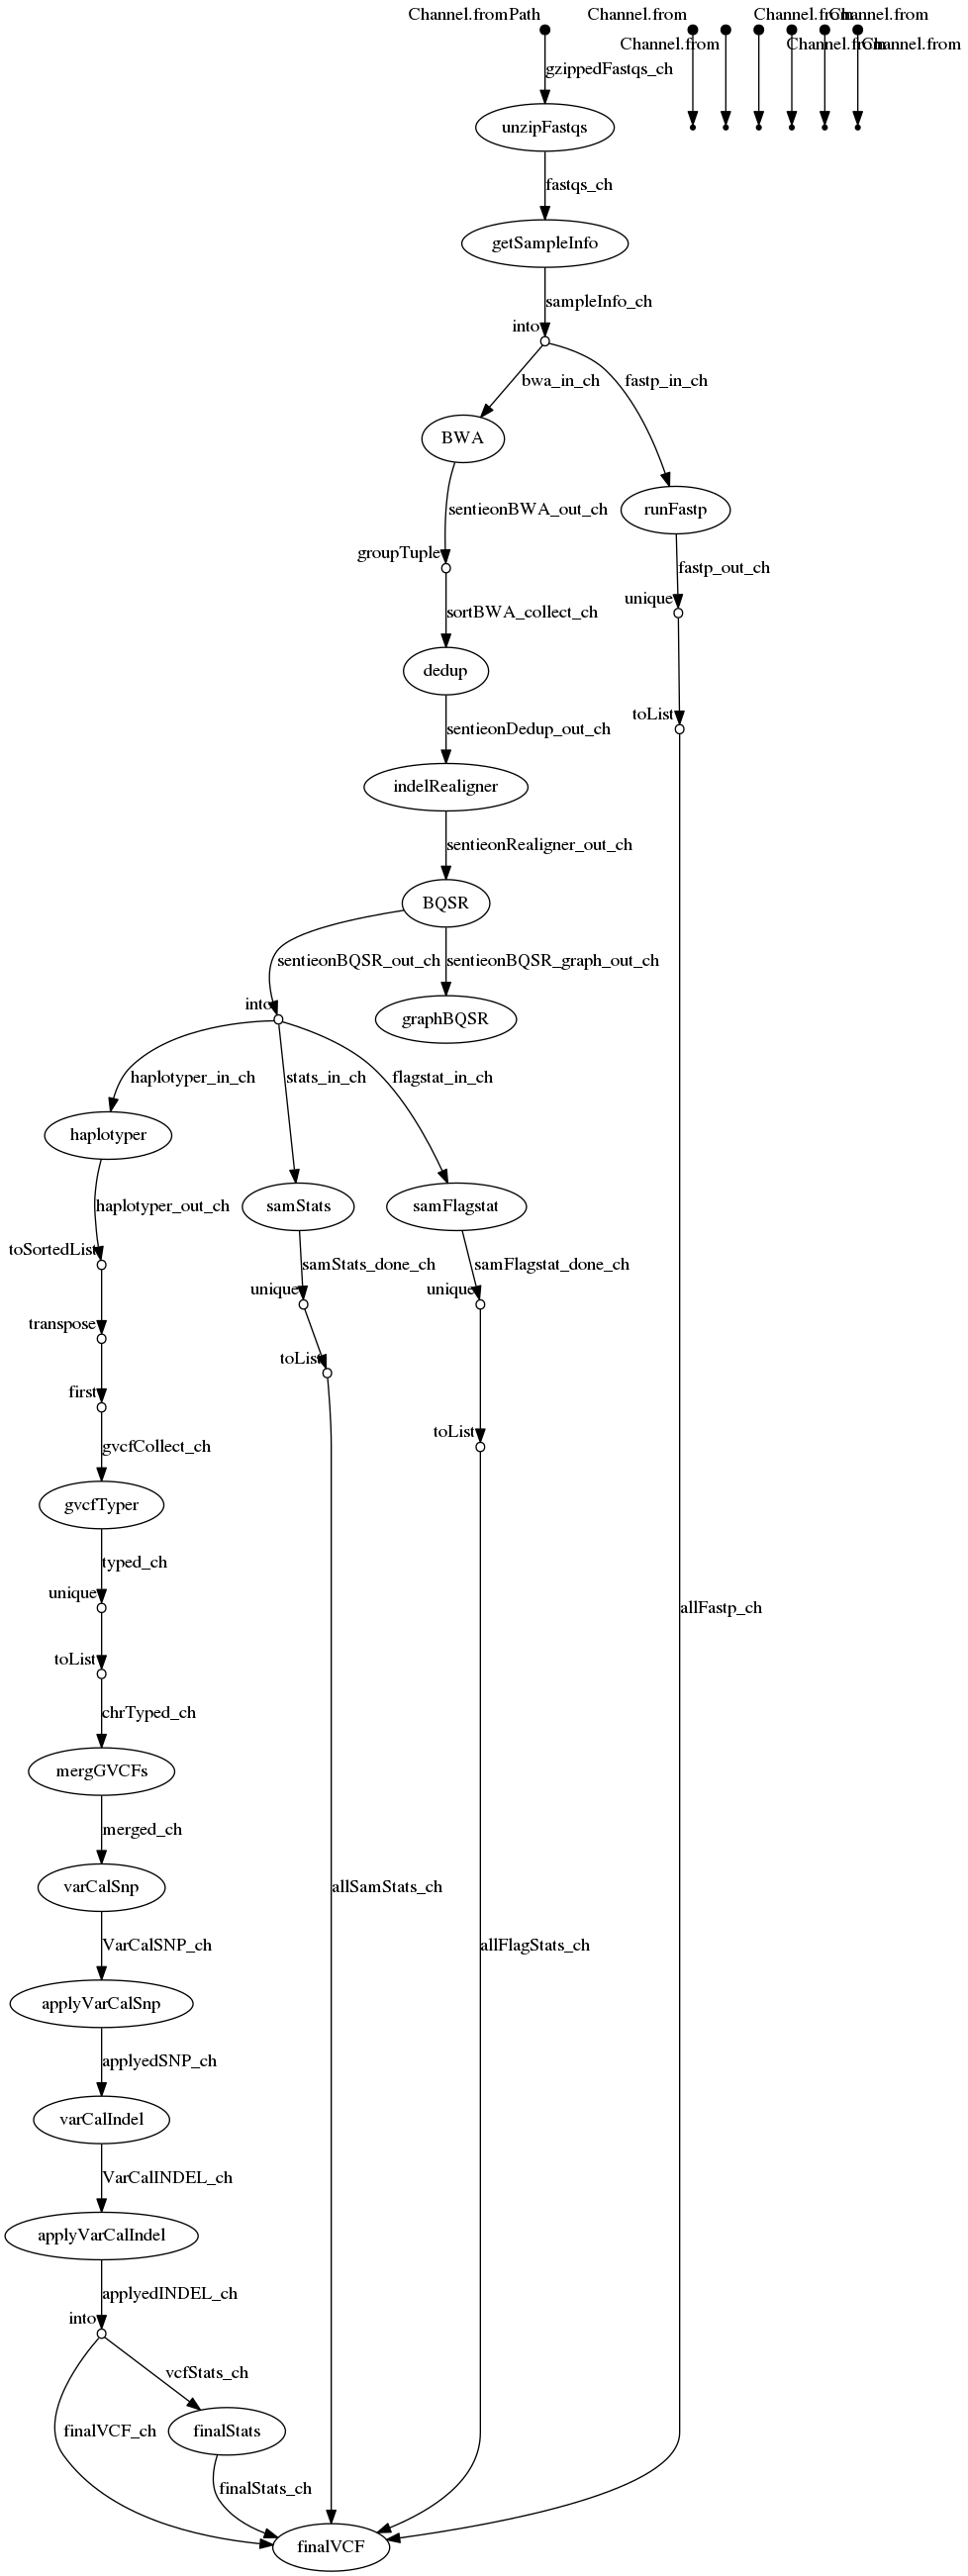 Channel.fromPath
Channel.from
Channel.from
Channel.from
Channel.from
Channel.from
Channel.from
gzippedFastqs_ch
unzipFastqs
fastqs_ch
getSampleInfo
sampleInfo_ch
into
bwa_in_ch
fastp_in_ch
BWA
sentieonBWA_out_ch
runFastp
groupTuple
fastp_out_ch
unique
sortBWA_collect_ch
dedup
toList
sentieonDedup_out_ch
indelRealigner
sentieonRealigner_out_ch
BQSR
sentieonBQSR_out_ch
sentieonBQSR_graph_out_ch
into
graphBQSR
haplotyper_in_ch
stats_in_ch
flagstat_in_ch
haplotyper
samStats
samFlagstat
haplotyper_out_ch
toSortedList
samStats_done_ch
samFlagstat_done_ch
unique
unique
transpose
toList
first
toList
gvcfCollect_ch
gvcfTyper
typed_ch
unique
allFastp_ch
toList
chrTyped_ch
mergGVCFs
merged_ch
varCalSnp
allSamStats_ch
VarCalSNP_ch
allFlagStats_ch
applyVarCalSnp
applyedSNP_ch
varCalIndel
VarCalINDEL_ch
applyVarCalIndel
applyedINDEL_ch
into
vcfStats_ch
finalVCF_ch
finalStats
finalStats_ch
finalVCF